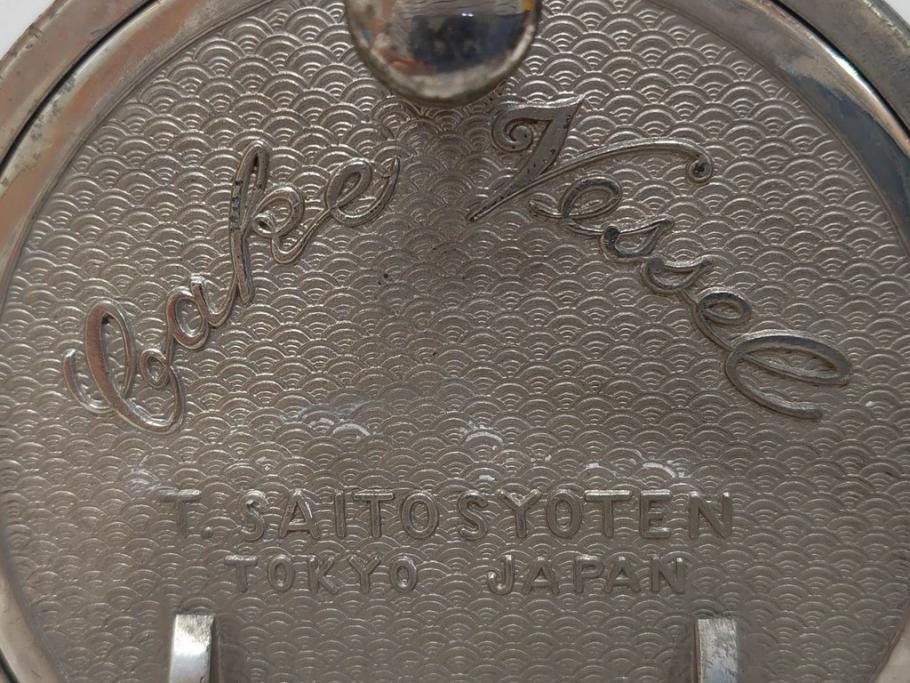 Cake Vessel
T. SAITOSYOTEN
TOKYO JAPAN